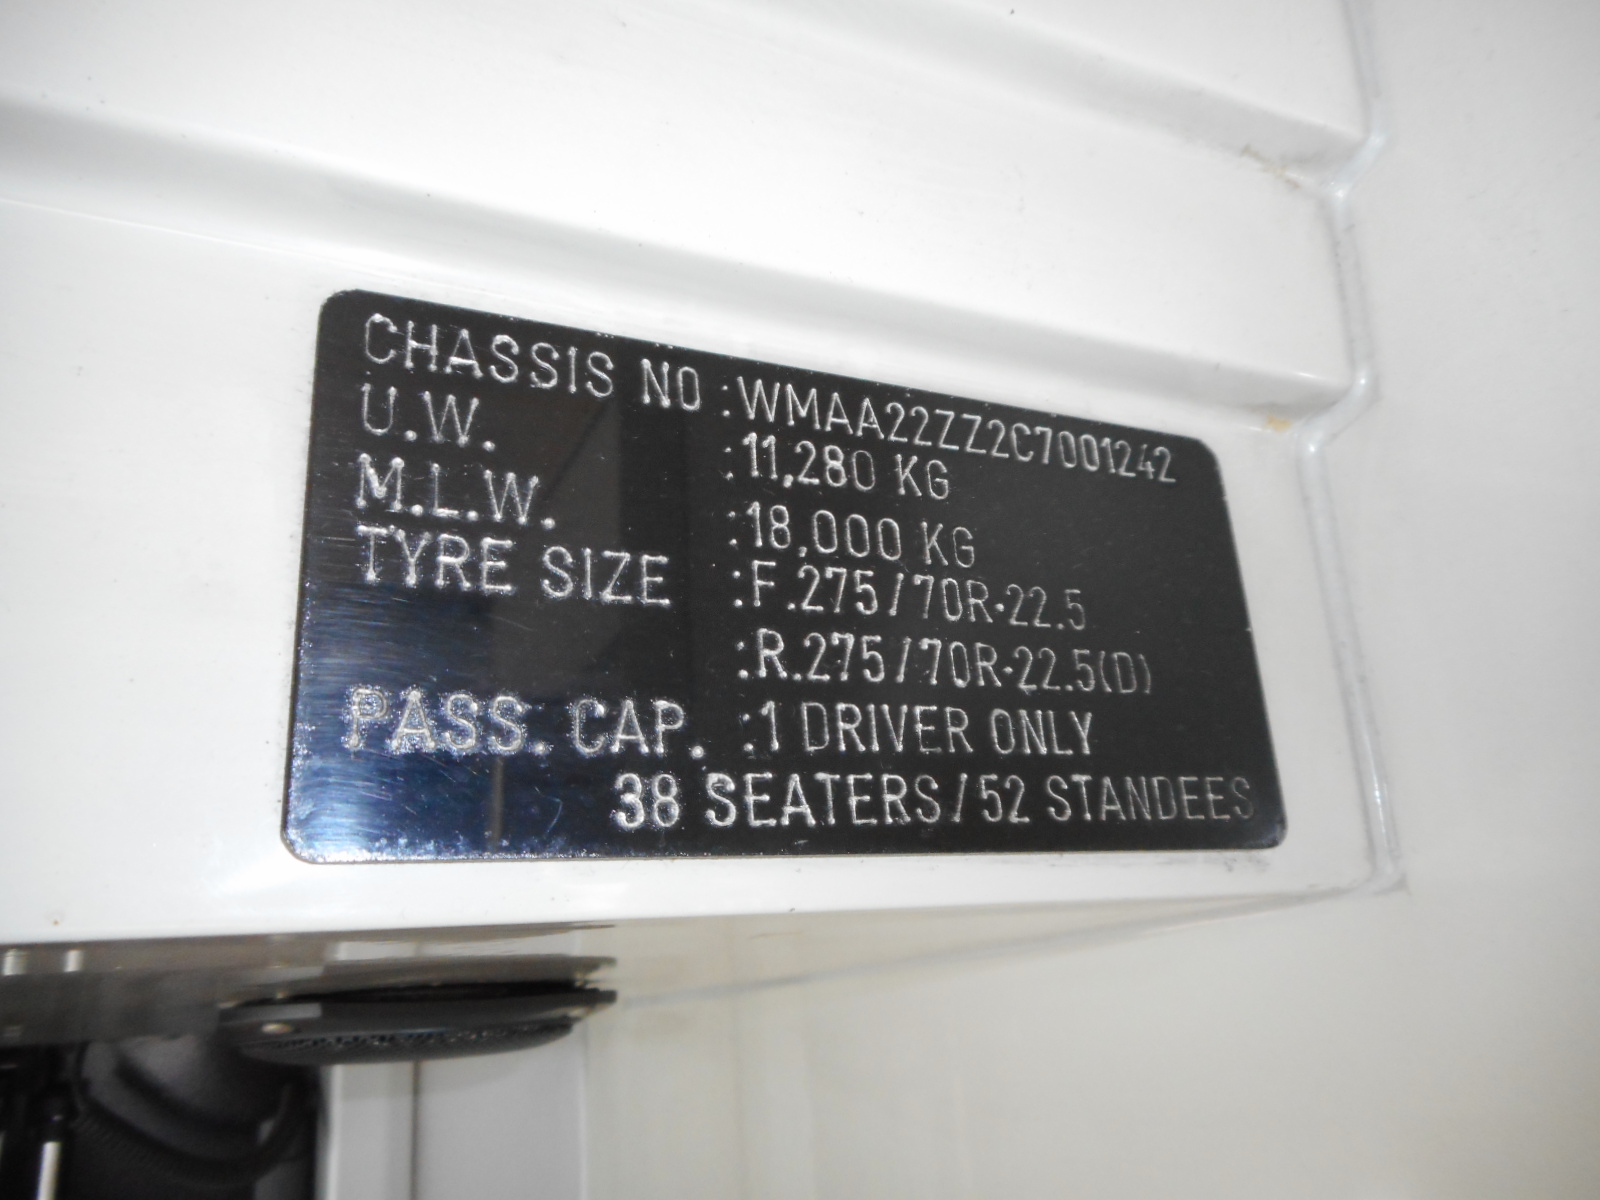 CHASSIS NO :WMAA22ZZ2C7001242
U.W. :11,280 KG
M.L.W. :18,000 KG
TYRE SIZE :F.275/70R-22.5
:R.275/70R-22.5(D)
PASS. CAP. :1 DRIVER ONLY
38 SEATERS/52 STANDEES